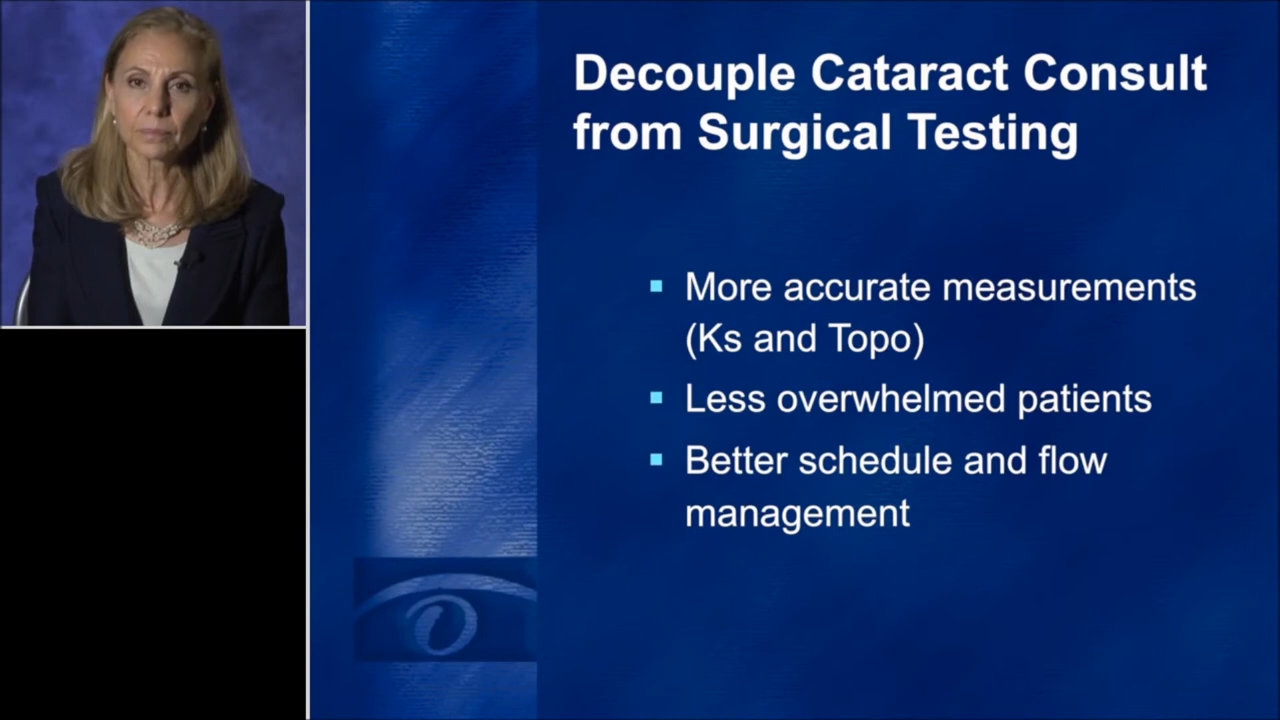 Decouple Cataract Consult
from Surgical Testing
▪ More accurate measurements
(Ks and Topo)
▪ Less overwhelmed patients
▪ Better schedule and flow
management